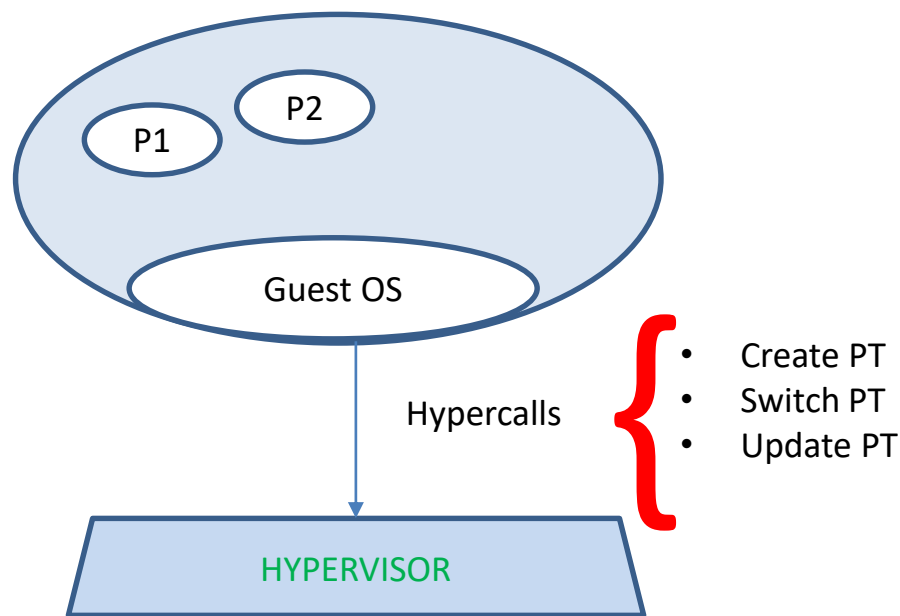 P1
P2
Guest OS
Hypercalls
• Create PT
• Switch PT
• Update PT
HYPERVISOR